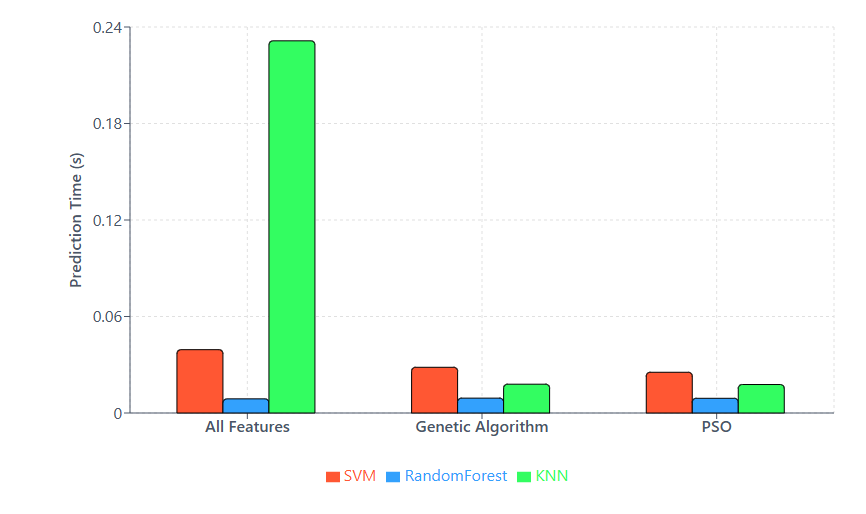 0.24
0.18
0.12
0.06
0
Prediction Time (s)
All Features
Genetic Algorithm
PSO
SVM
RandomForest
KNN